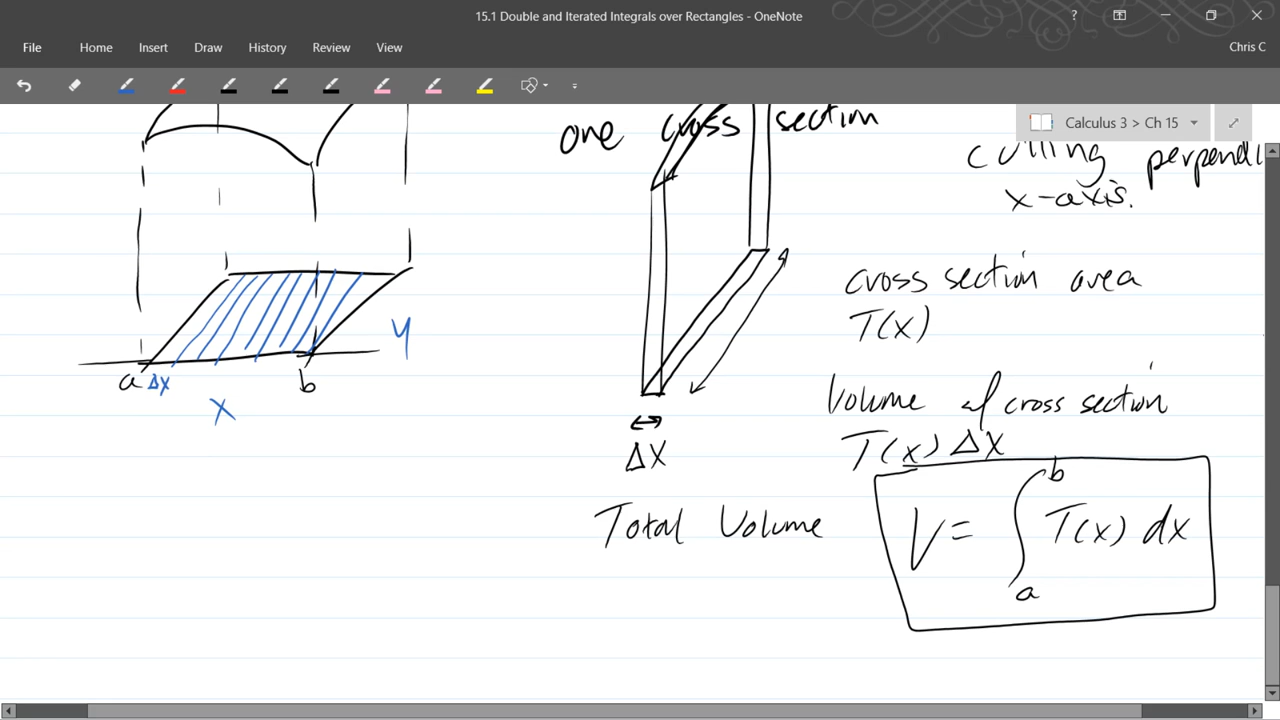 15.1 Double and Iterated Integrals over Rectangles - OneNote
?
File Home Insert Draw History Review View
Chris C
Calculus 3 > Ch 15
one cross section
cutting perpendi
x-axis.
cross section area
T(x)
y
a Δx b
x
Volume of cross section
T(x) Δx
Δx
Total Volume V = ∫ₐᵇ T(x) dx